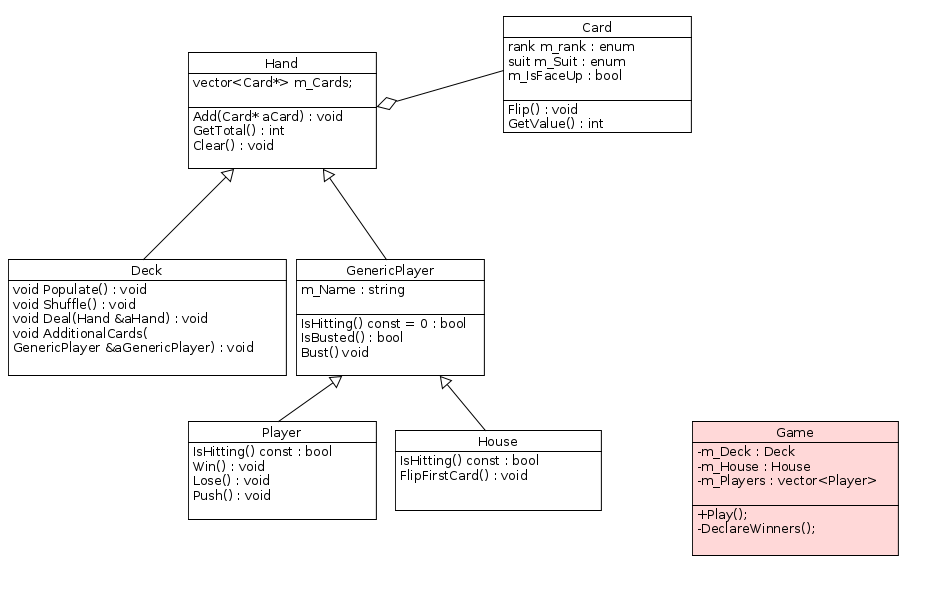 Card
rank m_rank : enum
suit m_Suit : enum
m_IsFaceUp : bool
Flip() : void
GetValue() : int
Hand
vector<Card*> m_Cards;
Add(Card* aCard) : void
GetTotal() : int
Clear() : void
Deck
void Populate() : void
void Shuffle() : void
void Deal(Hand &aHand) : void
void AdditionalCards(
GenericPlayer &aGenericPlayer) : void
GenericPlayer
m_Name : string
IsHitting() const = 0 : bool
IsBusted() : bool
Bust() void
Player
IsHitting() const : bool
Win() : void
Lose() : void
Push() : void
House
IsHitting() const : bool
FlipFirstCard() : void
Game
-m_Deck : Deck
-m_House : House
-m_Players : vector<Player>
+Play();
-DeclareWinners();